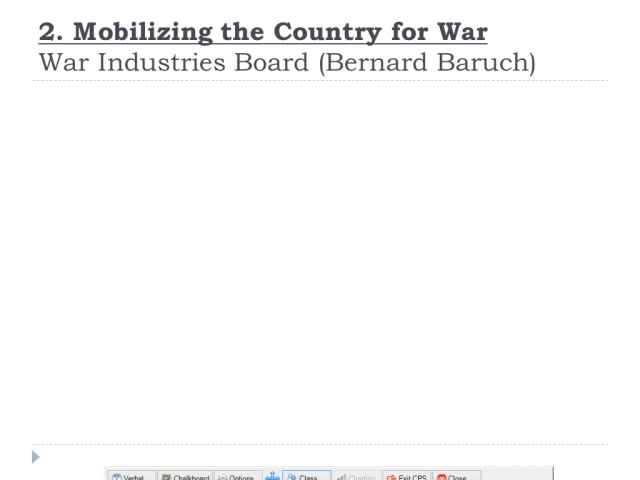 2. Mobilizing the Country for War
War Industries Board (Bernard Baruch)
Verbal Chalkboard Options Class Charting Exit CPS Close